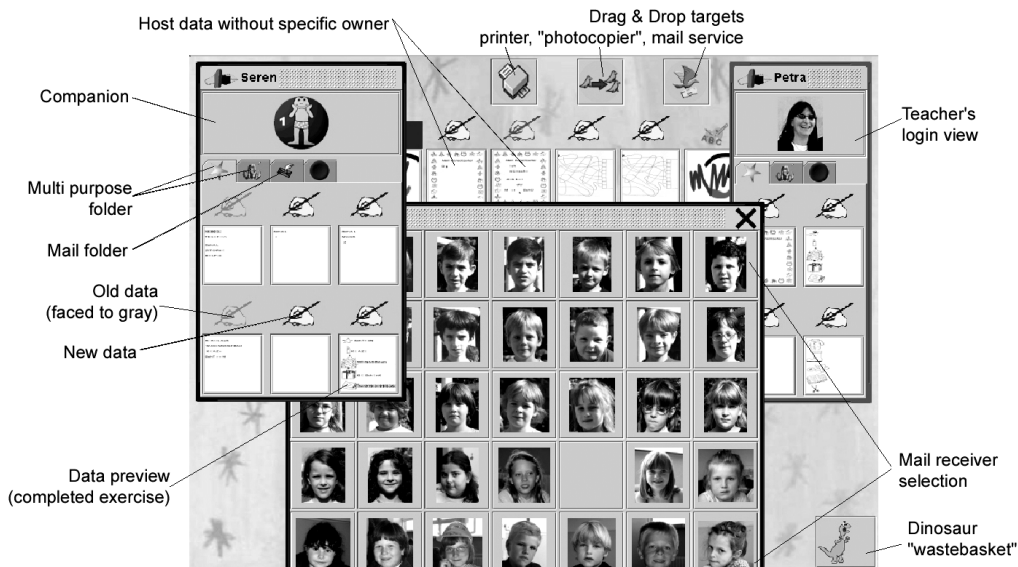 Host data without specific owner
Drag & Drop targets
printer, "photocopier", mail service
Seren
Petra
Companion
1
Teacher's
login view
ABC
Multi purpose
folder
Mail folder
Old data
(faced to gray)
New data
Data preview
(completed exercise)
Mail receiver
selection
Dinosaur
"wastebasket"